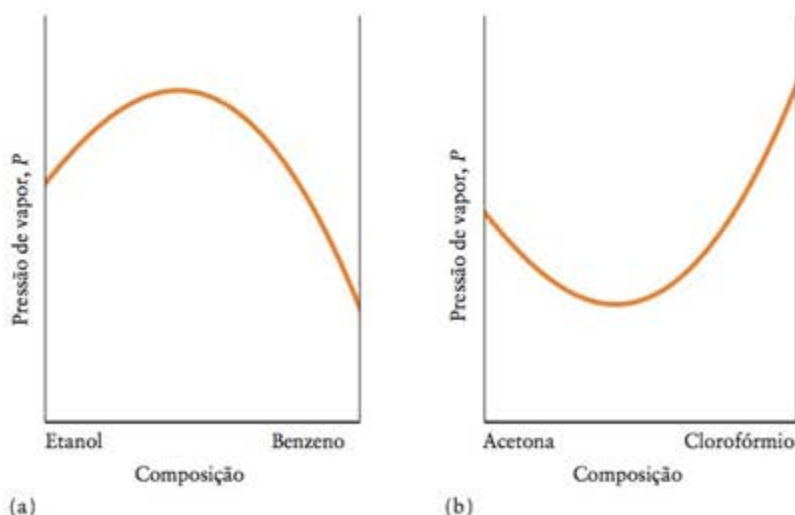 Pressão de vapor, P
Etanol Benzeno
Composição
(a)
Pressão de vapor, P
Acetona Clorofórmio
Composição
(b)